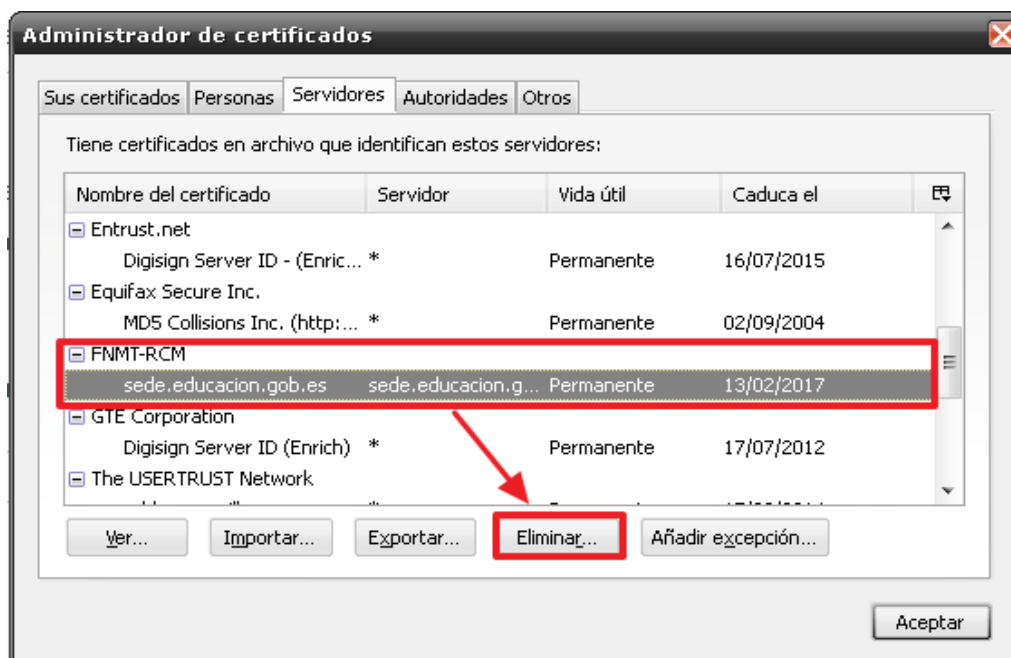 Administrador de certificados
Sus certificados Personas Servidores Autoridades Otros
Tiene certificados en archivo que identifican estos servidores:
Nombre del certificado Servidor Vida útil Caduca el
Entrust.net
Digisign Server ID - (Enric... * Permanente 16/07/2015
Equifax Secure Inc.
MD5 Collisions Inc. (http:... * Permanente 02/09/2004
FNMT-RCM
sede.educacion.gob.es sede.educacion.g... Permanente 13/02/2017
GTE Corporation
Digisign Server ID (Enrich) * Permanente 17/07/2012
The USERTRUST Network
Ver... Importar... Exportar... Eliminar... Añadir excepción...
Aceptar